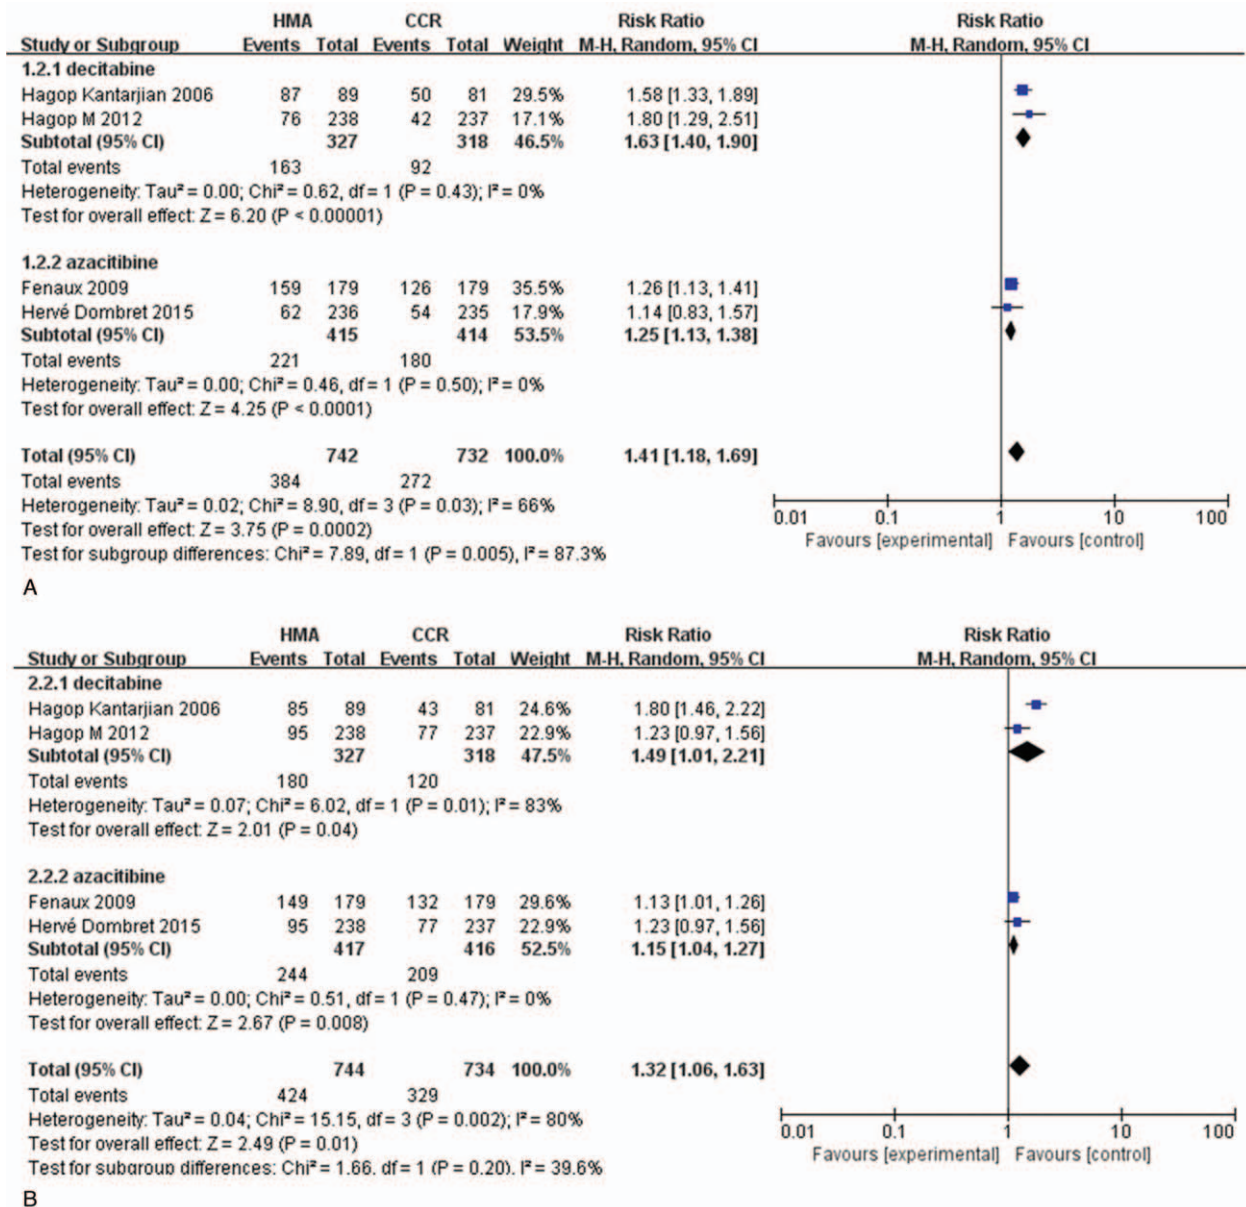 HMA CCR Risk Ratio Risk Ratio
Study or Subgroup Events Total Events Total Weight M-H, Random, 95% CI M-H, Random, 95% CI
1.2.1 decitabine
Hagop Kantarjian 2006 87 89 50 81 29.5% 1.58 [1.33, 1.89]
Hagop M 2012 76 238 42 237 17.1% 1.80 [1.29, 2.51]
Subtotal (95% CI) 327 318 46.5% 1.63 [1.40, 1.90]
Total events 163 92
Heterogeneity: Tau² = 0.00; Chi² = 0.62, df = 1 (P = 0.43); I² = 0%
Test for overall effect: Z = 6.20 (P < 0.00001)
1.2.2 azacitibine
Fenaux 2009 159 179 126 179 35.5% 1.26 [1.13, 1.41]
Hervé Dombret 2015 62 236 54 235 17.9% 1.14 [0.83, 1.57]
Subtotal (95% CI) 415 414 53.5% 1.25 [1.13, 1.38]
Total events 221 180
Heterogeneity: Tau² = 0.00; Chi² = 0.46, df = 1 (P = 0.50); I² = 0%
Test for overall effect: Z = 4.25 (P < 0.0001)
Total (95% CI) 742 732 100.0% 1.41 [1.18, 1.69]
Total events 384 272
Heterogeneity: Tau² = 0.02; Chi² = 8.90, df = 3 (P = 0.03); I² = 66%
Test for overall effect: Z = 3.75 (P = 0.0002)
Test for subgroup differences: Chi² = 7.89, df = 1 (P = 0.005), I² = 87.3%
0.01 0.1 1 10 100
Favours [experimental] Favours [control]
A
HMA CCR Risk Ratio Risk Ratio
Study or Subgroup Events Total Events Total Weight M-H, Random, 95% CI M-H, Random, 95% CI
2.2.1 decitabine
Hagop Kantarjian 2006 85 89 43 81 24.6% 1.80 [1.46, 2.22]
Hagop M 2012 95 238 77 237 22.9% 1.23 [0.97, 1.56]
Subtotal (95% CI) 327 318 47.5% 1.49 [1.01, 2.21]
Total events 180 120
Heterogeneity: Tau² = 0.07; Chi² = 6.02, df = 1 (P = 0.01); I² = 83%
Test for overall effect: Z = 2.01 (P = 0.04)
2.2.2 azacitibine
Fenaux 2009 149 179 132 179 29.6% 1.13 [1.01, 1.26]
Hervé Dombret 2015 95 238 77 237 22.9% 1.23 [0.97, 1.56]
Subtotal (95% CI) 417 416 52.5% 1.15 [1.04, 1.27]
Total events 244 209
Heterogeneity: Tau² = 0.00; Chi² = 0.51, df = 1 (P = 0.47); I² = 0%
Test for overall effect: Z = 2.67 (P = 0.008)
Total (95% CI) 744 734 100.0% 1.32 [1.06, 1.63]
Total events 424 329
Heterogeneity: Tau² = 0.04; Chi² = 15.15, df = 3 (P = 0.002); I² = 80%
Test for overall effect: Z = 2.49 (P = 0.01)
Test for subgroup differences: Chi² = 1.66, df = 1 (P = 0.20), I² = 39.6%
0.01 0.1 1 10 100
Favours [experimental] Favours [control]
B